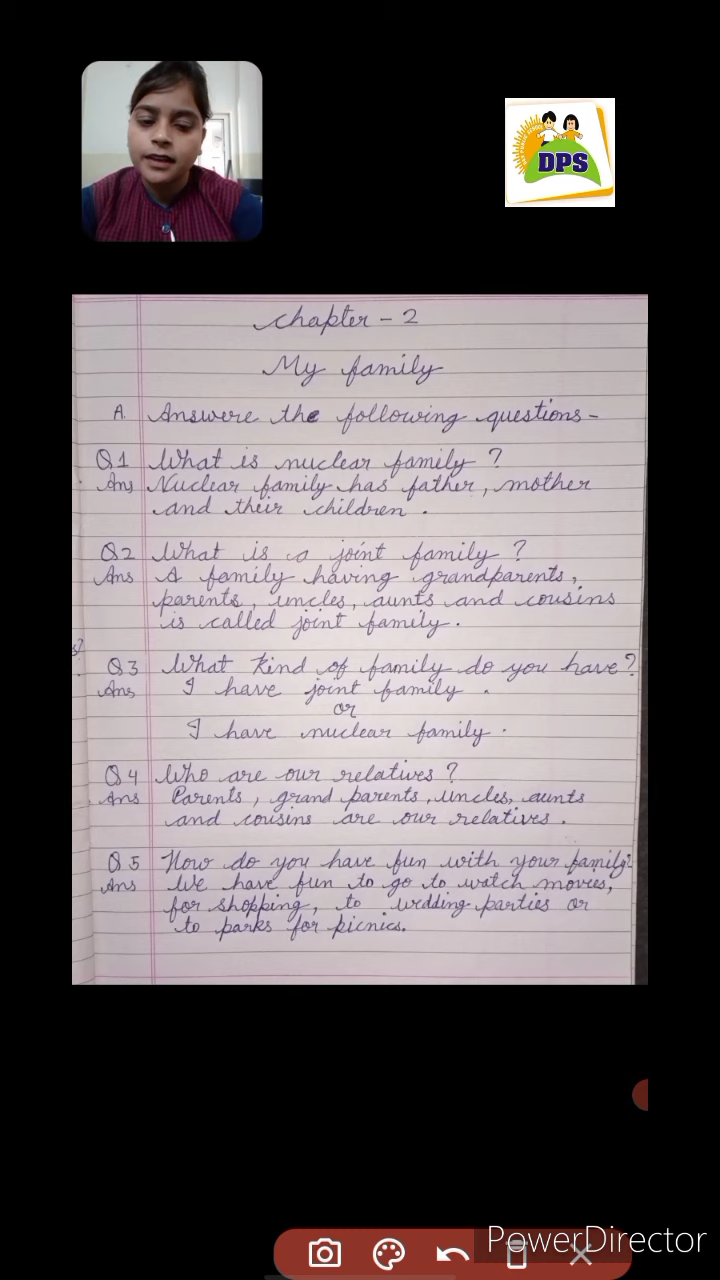 DPS
Chapter - 2
My family
A. Answere the following questions -
Q1 What is nuclear family ?
Ans Nuclear family has father, mother
and their children .
Q2 What is a joint family ?
Ans A family having grandparents,
parents, uncles, aunts and cousins
is called joint family.
s?
Q3 What kind of family do you have?
Ans I have joint family .
or
I have nuclear family .
Q4 Who are our relatives ?
Ans Parents, grand parents, uncles, aunts
and cousins are our relatives .
Q5 How do you have fun with your family?
Ans We have fun to go to watch movies,
for shopping, to wedding parties or
to parks for picnics.
PowerDirector